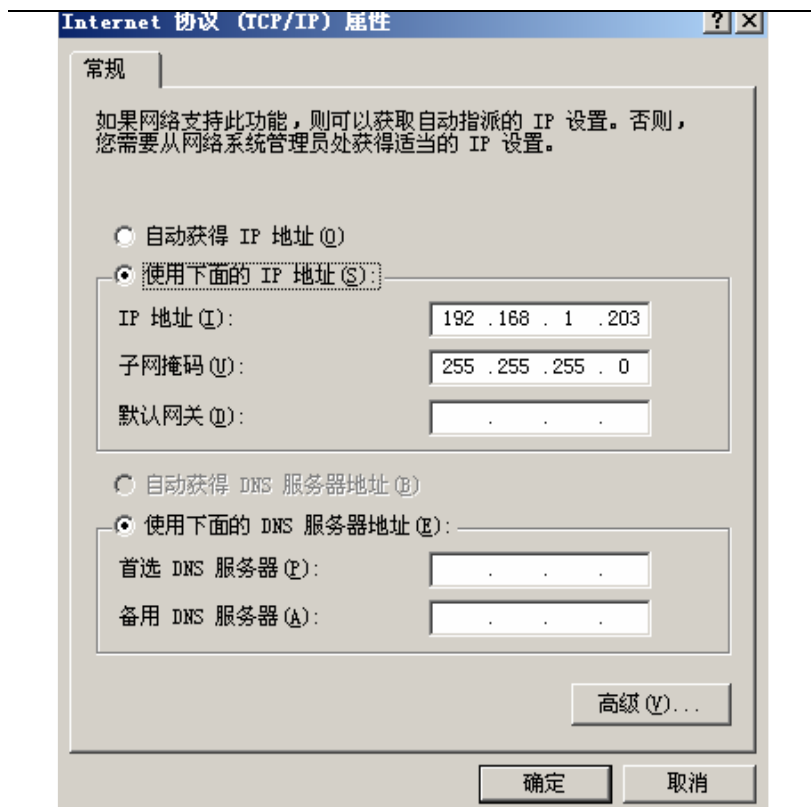 Internet 协议 (TCP/IP) 属性
常规
如果网络支持此功能，则可以获取自动指派的 IP 设置。否则，
您需要从网络系统管理员处获得适当的 IP 设置。
自动获得 IP 地址(O)
使用下面的 IP 地址(S):
IP 地址(I): 192 .168 . 1 .203
子网掩码(U): 255 .255 .255 . 0
默认网关(D): . . .
自动获得 DNS 服务器地址(B)
使用下面的 DNS 服务器地址(E):
首选 DNS 服务器(P): . . .
备用 DNS 服务器(A): . . .
高级(V)...
确定 取消